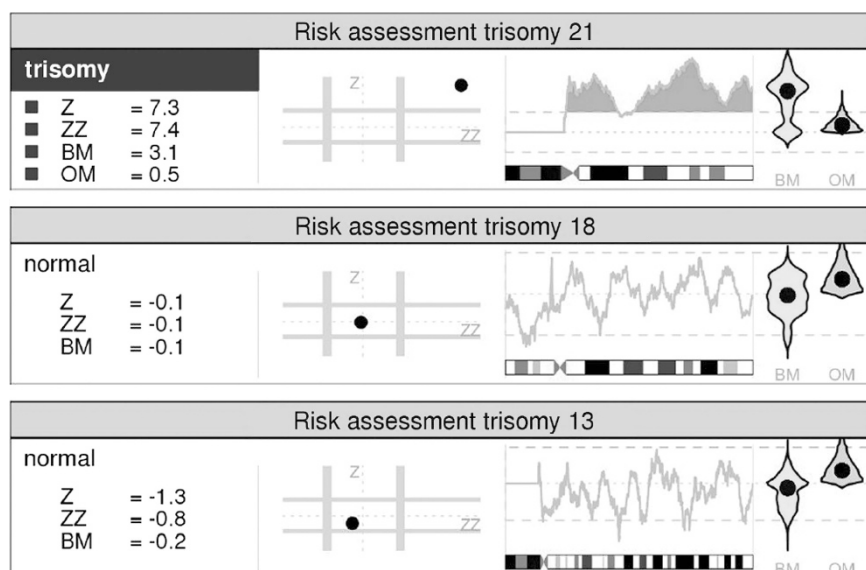 Risk assessment trisomy 21
trisomy
Z = 7.3
ZZ = 7.4
BM = 3.1
OM = 0.5
Z
ZZ
BM OM
Risk assessment trisomy 18
normal
Z = -0.1
ZZ = -0.1
BM = -0.1
Z
ZZ
BM OM
Risk assessment trisomy 13
normal
Z = -1.3
ZZ = -0.8
BM = -0.2
Z
ZZ
BM OM